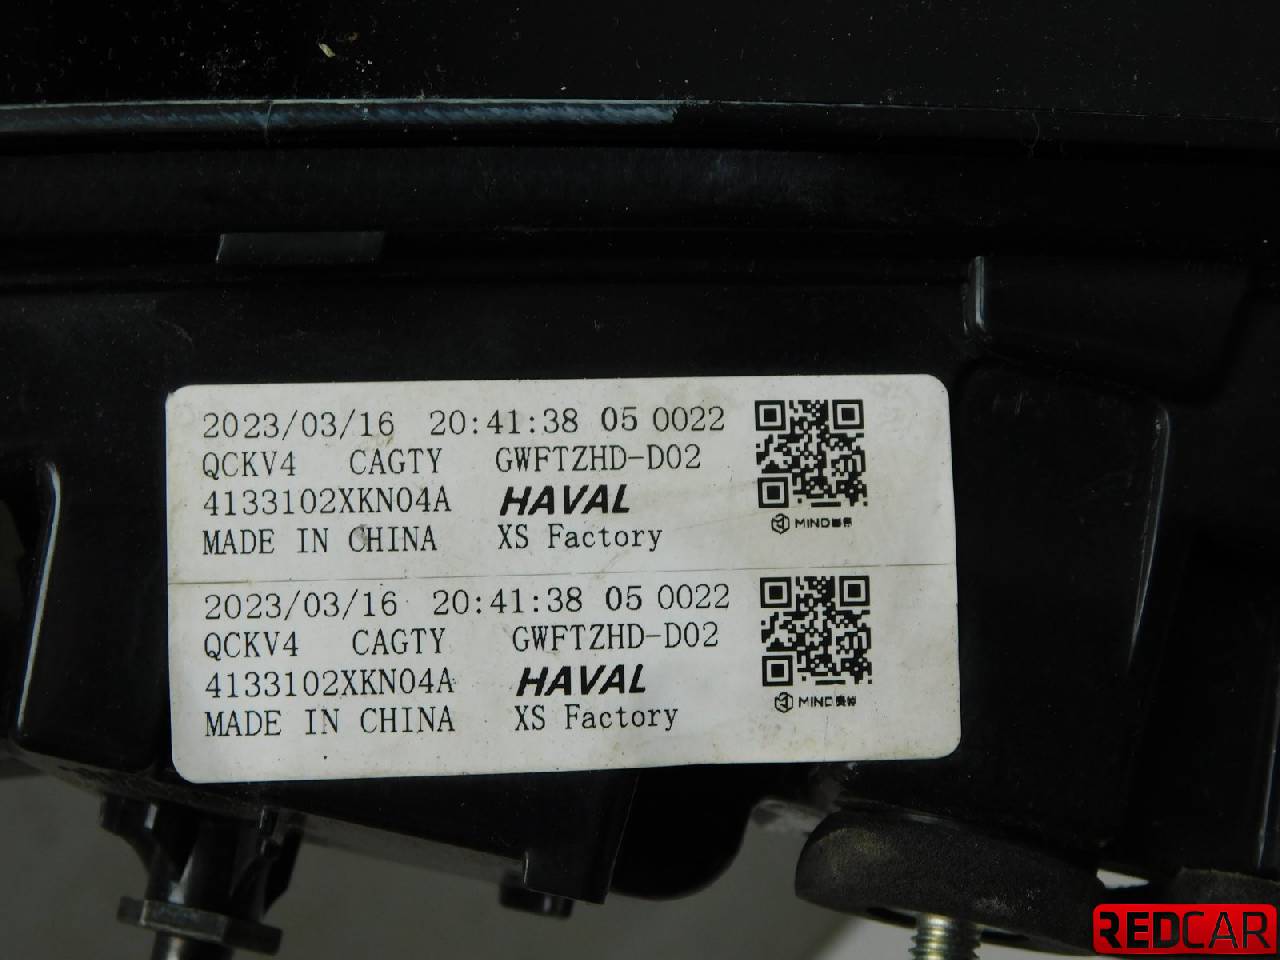 2023/03/16 20:41:38 05 0022
QCKV4 CAGTY GWFTZHD-D02
4133102XKN04A HAVAL
MADE IN CHINA XS Factory
MIND
2023/03/16 20:41:38 05 0022
QCKV4 CAGTY GWFTZHD-D02
4133102XKN04A HAVAL
MADE IN CHINA XS Factory
MIND
REDCAR